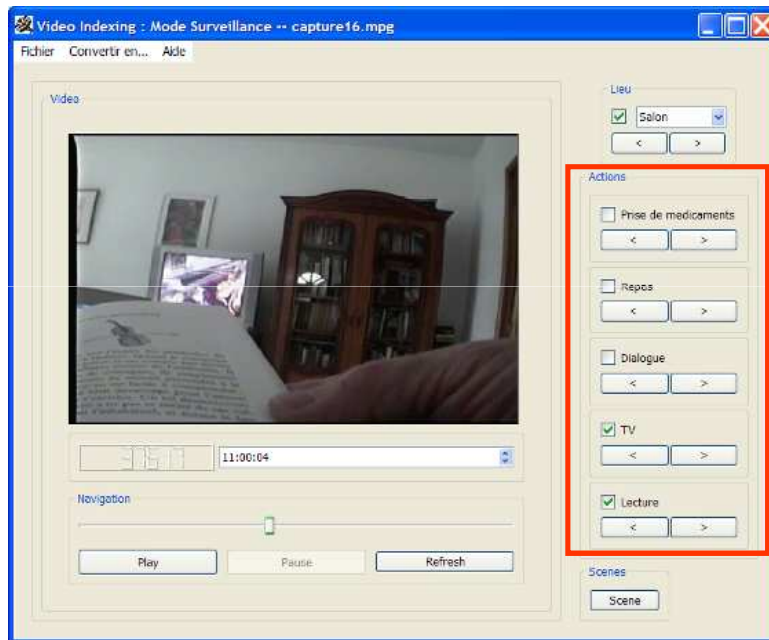 Video Indexing : Mode Surveillance -- capture16.mpg
Fichier Convertir en... Aide
Video
11:00:04
Navigation
Play Pause Refresh
Lieu
Salon
< >
Actions
Prise de medicaments
< >
Repas
< >
Dialogue
< >
TV
< >
Lecture
< >
Scenes
Scene